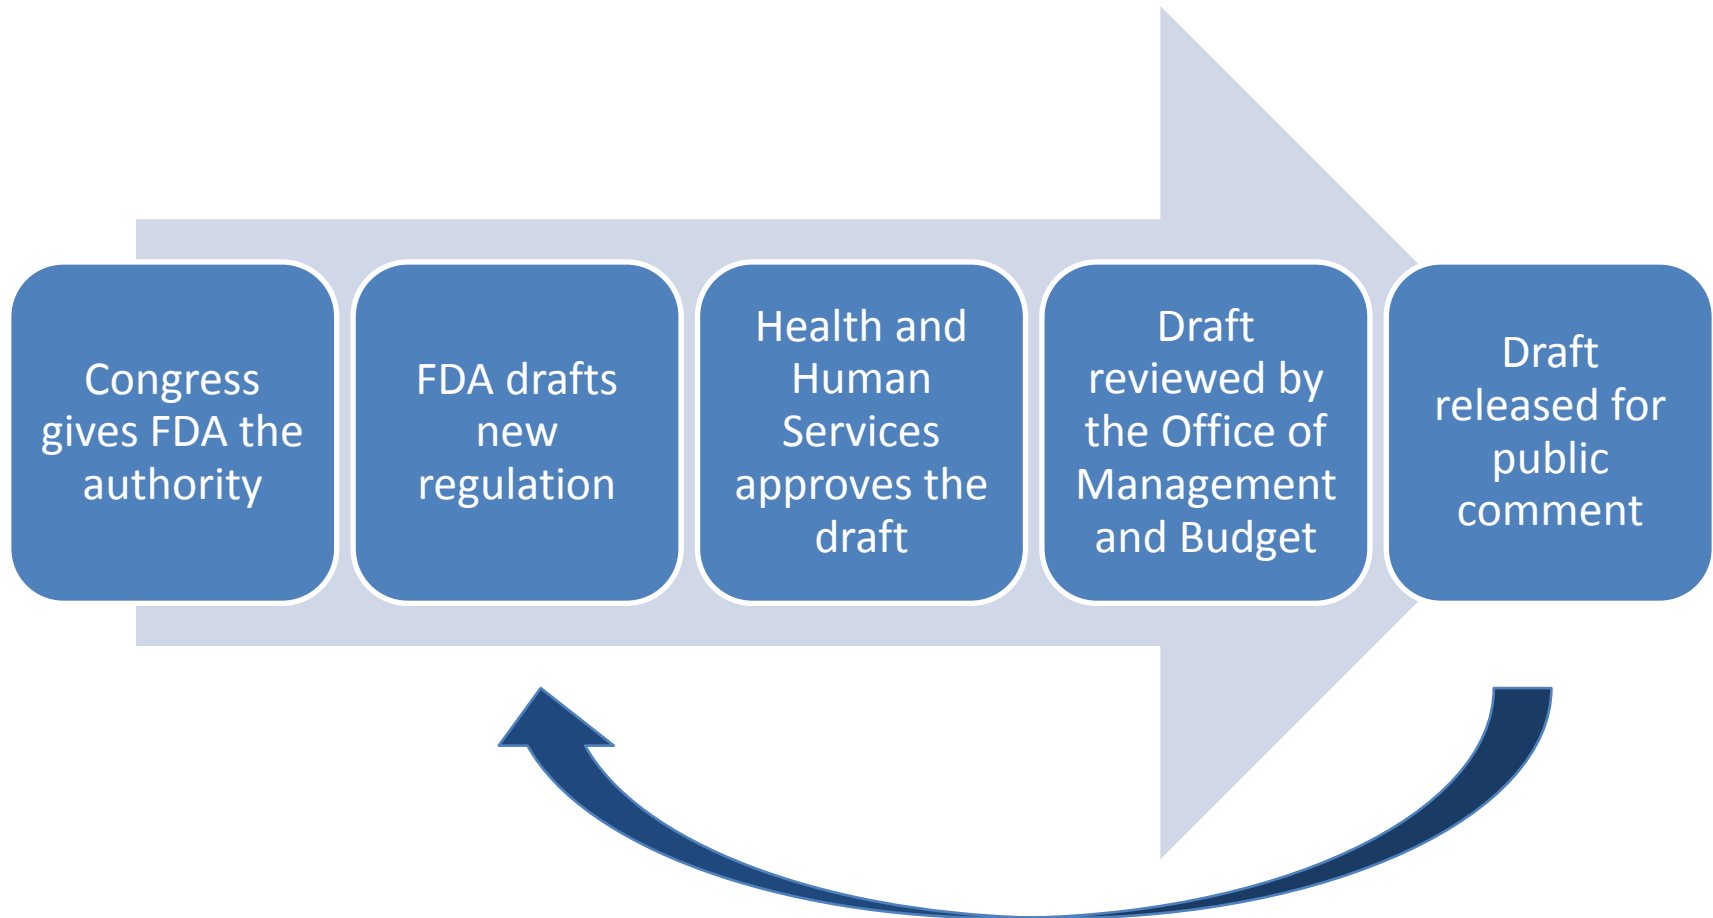 Congress
gives FDA the
authority
FDA drafts
new
regulation
Health and
Human
Services
approves the
draft
Draft
reviewed by
the Office of
Management
and Budget
Draft
released for
public
comment